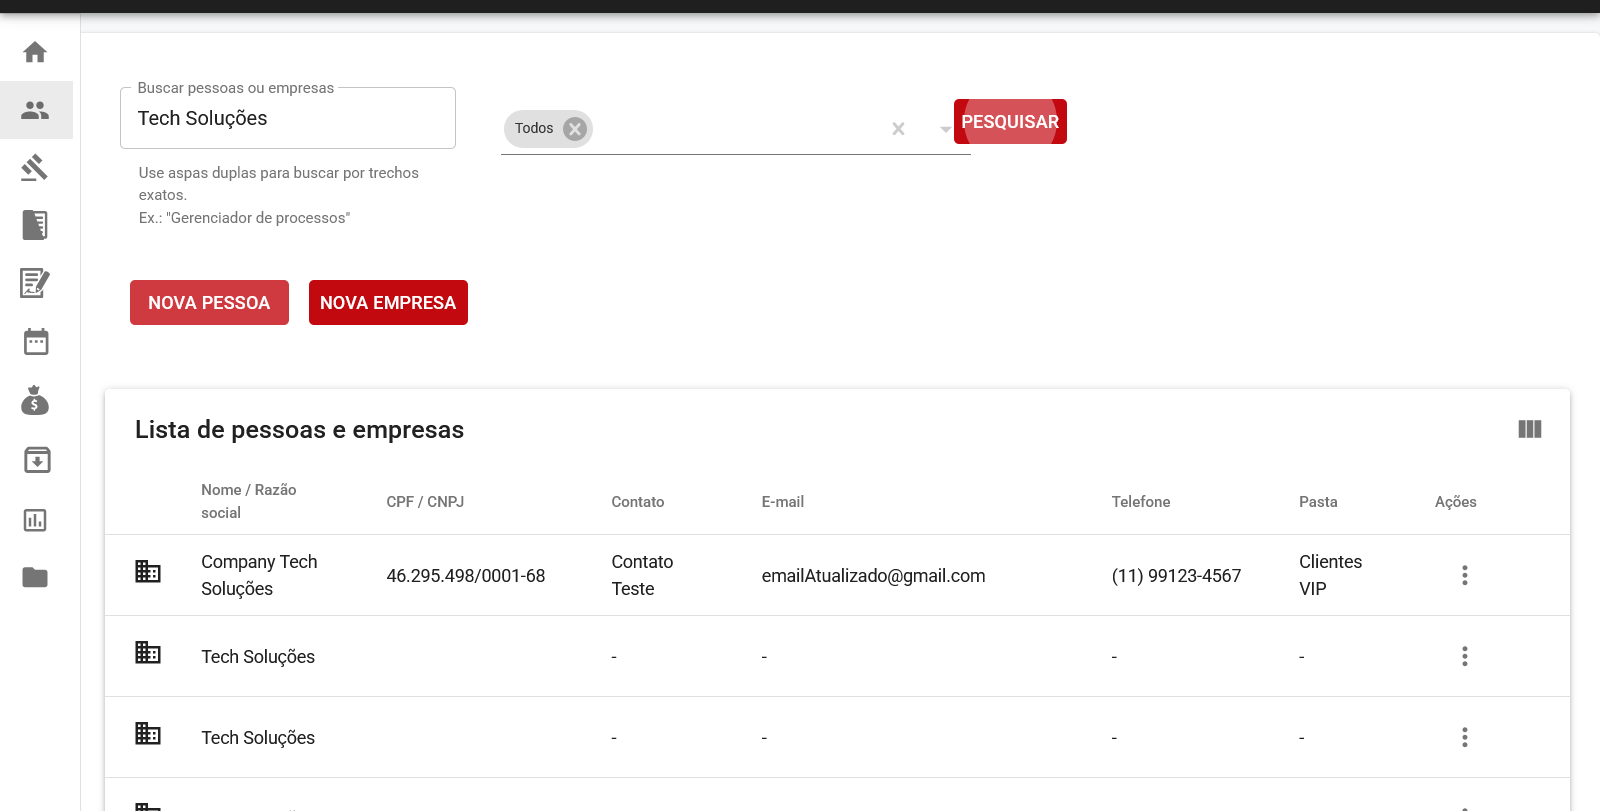 Buscar pessoas ou empresas
Tech Soluções
Todos
PESQUISAR
Use aspas duplas para buscar por trechos
exatos.
Ex.: "Gerenciador de processos"
NOVA PESSOA
NOVA EMPRESA
Lista de pessoas e empresas
Nome / Razão
social
CPF / CNPJ
Contato
E-mail
Telefone
Pasta
Ações
Company Tech
Soluções
46.295.498/0001-68
Contato
Teste
emailAtualizado@gmail.com
(11) 99123-4567
Clientes
VIP
Tech Soluções
-
-
-
-
Tech Soluções
-
-
-
-